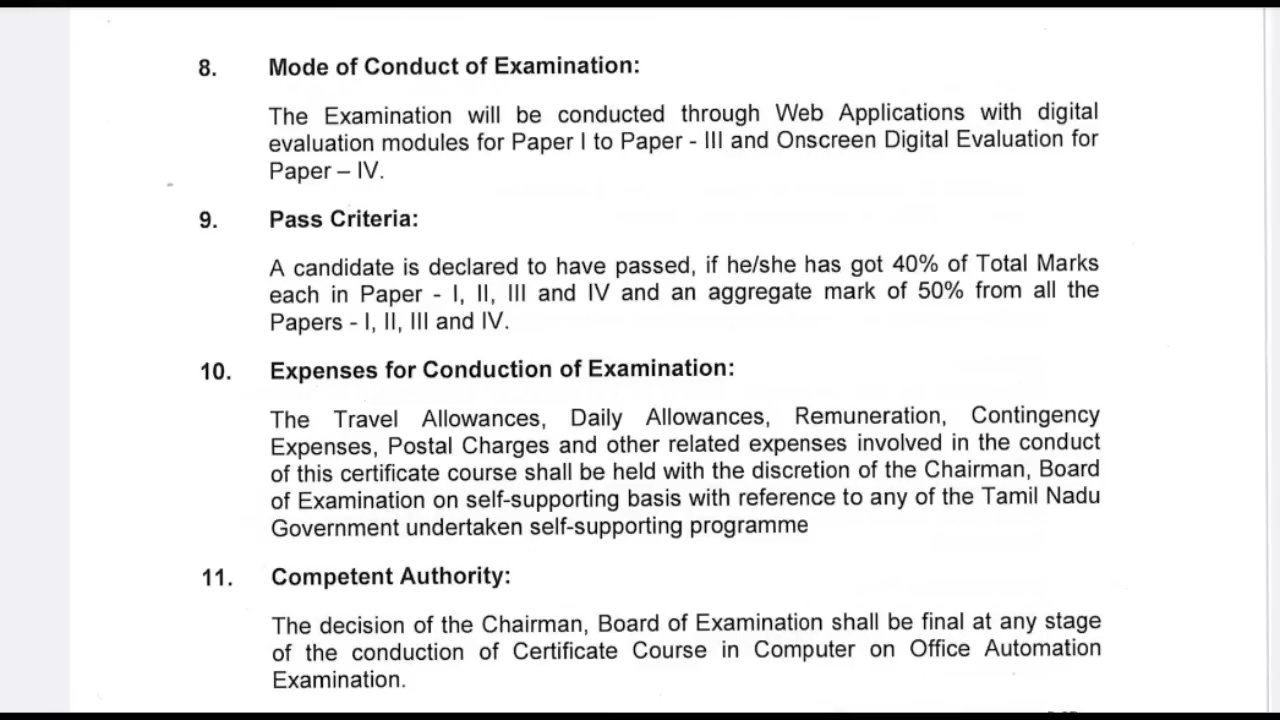 8. Mode of Conduct of Examination:
The Examination will be conducted through Web Applications with digital
evaluation modules for Paper I to Paper - III and Onscreen Digital Evaluation for
Paper – IV.
9. Pass Criteria:
A candidate is declared to have passed, if he/she has got 40% of Total Marks
each in Paper - I, II, III and IV and an aggregate mark of 50% from all the
Papers - I, II, III and IV.
10. Expenses for Conduction of Examination:
The Travel Allowances, Daily Allowances, Remuneration, Contingency
Expenses, Postal Charges and other related expenses involved in the conduct
of this certificate course shall be held with the discretion of the Chairman, Board
of Examination on self-supporting basis with reference to any of the Tamil Nadu
Government undertaken self-supporting programme
11. Competent Authority:
The decision of the Chairman, Board of Examination shall be final at any stage
of the conduction of Certificate Course in Computer on Office Automation
Examination.